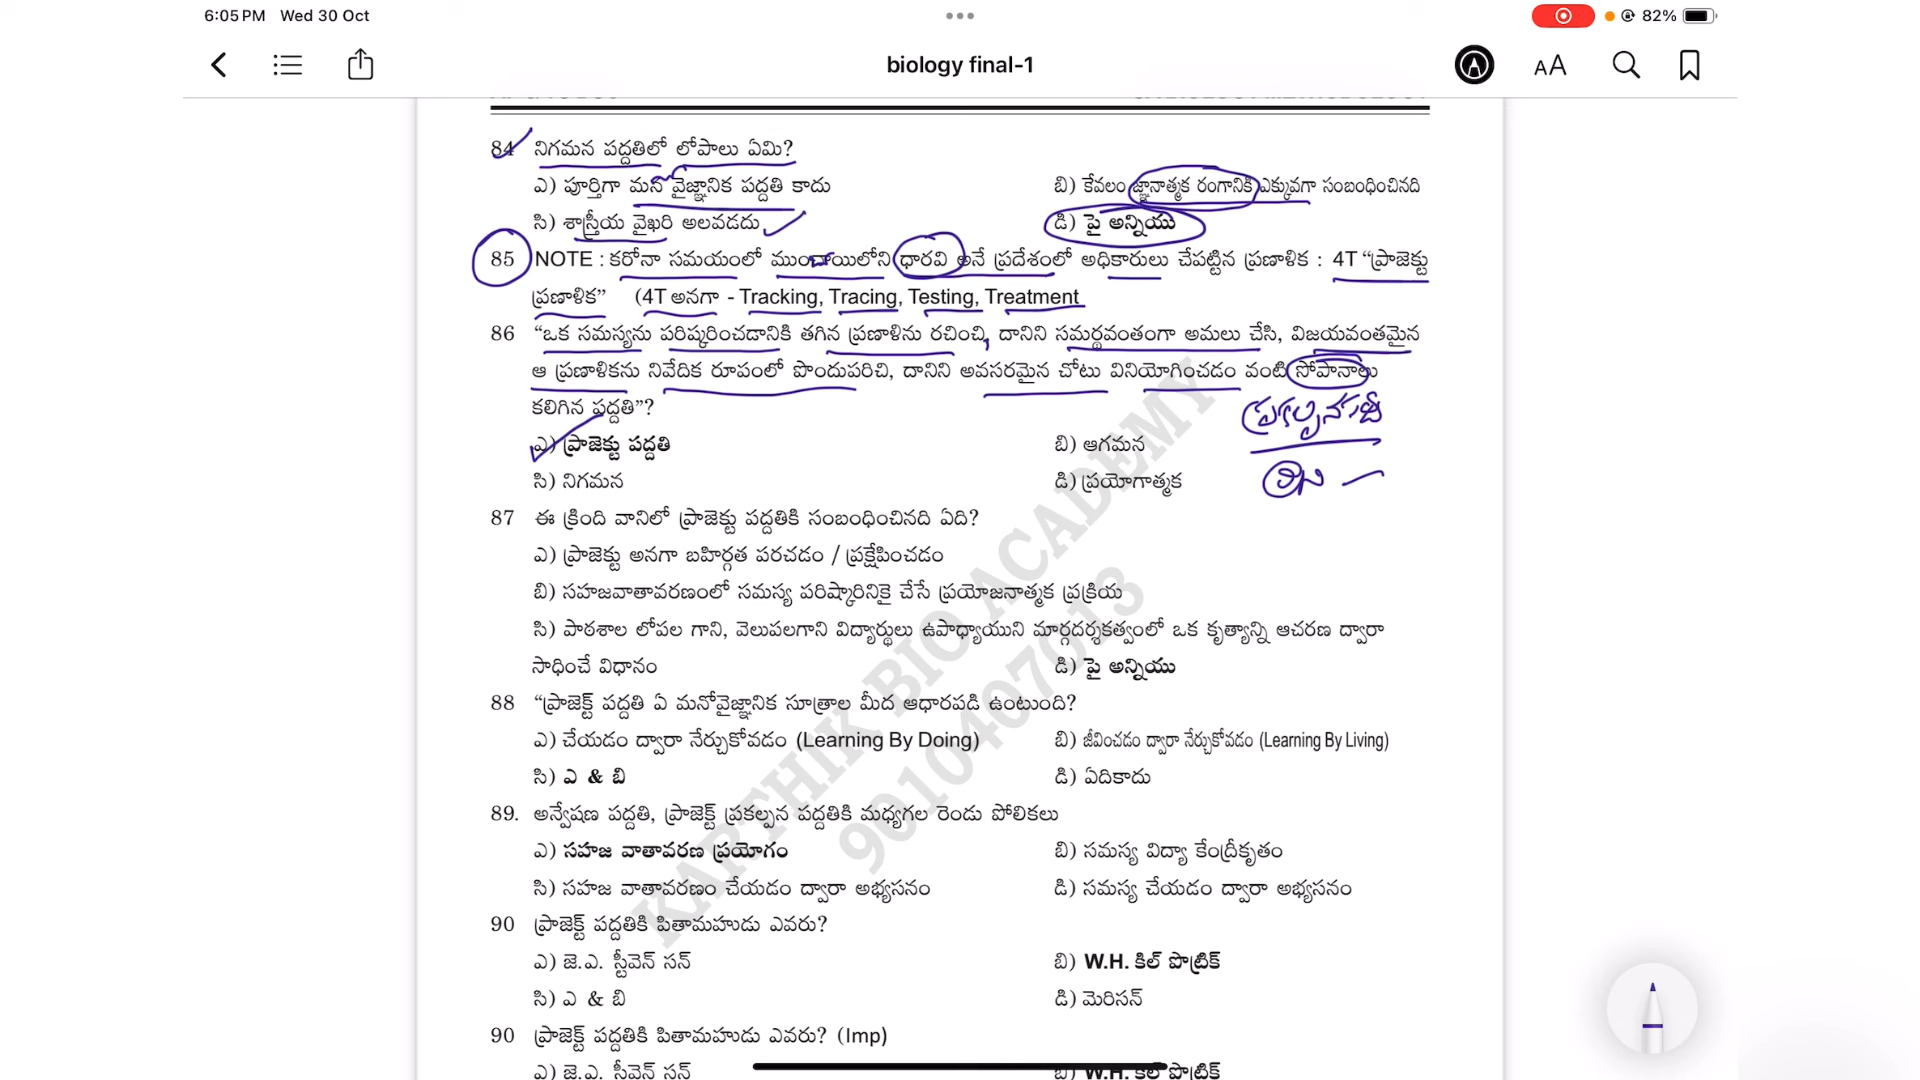 6:05 PM Wed 30 Oct
82%
biology final-1
AA
84 నిగమన పద్ధతిలో లోపాలు ఏమి?
ఎ) పూర్తిగా మనోవైజ్ఞానిక పద్ధతి కాదు బి) కేవలం జ్ఞానాత్మక రంగానికి ఎక్కువగా సంబంధించినది
సి) శాస్త్రీయ వైఖరి అలవడదు డి) పై అన్నియు
85 NOTE : కరోనా సమయంలో ముంబాయిలోని ధారవి అనే ప్రదేశంలో అధికారులు చేపట్టిన ప్రణాళిక : 4T “ప్రాజెక్టు
ప్రణాళిక” (4T అనగా - Tracking, Tracing, Testing, Treatment
86 “ఒక సమస్యను పరిష్కరించడానికి తగిన ప్రణాళిను రచించి, దానిని సమర్థవంతంగా అమలు చేసి, విజయవంతమైన
ఆ ప్రణాళికను నివేదిక రూపంలో పొందుపరిచి, దానిని అవసరమైన చోటు వినియోగించడం వంటి సోపానాలు
కలిగిన పద్ధతి”?
ఎ) ప్రాజెక్టు పద్ధతి బి) ఆగమన
సి) నిగమన డి) ప్రయోగాత్మక
87 ఈ క్రింది వానిలో ప్రాజెక్టు పద్ధతికి సంబంధించినది ఏది?
ఎ) ప్రాజెక్టు అనగా బహిర్గత పరచడం / ప్రక్షేపించడం
బి) సహజవాతావరణంలో సమస్య పరిష్కారినికై చేసే ప్రయోజనాత్మక ప్రక్రియ
సి) పాఠశాల లోపల గాని, వెలుపలగాని విద్యార్థులు ఉపాధ్యాయుని మార్గదర్శకత్వంలో ఒక కృత్యాన్ని ఆచరణ ద్వారా
సాధించే విధానం డి) పై అన్నియు
88 “ప్రాజెక్ట్ పద్ధతి ఏ మనోవైజ్ఞానిక సూత్రాల మీద ఆధారపడి ఉంటుంది?
ఎ) చేయడం ద్వారా నేర్చుకోవడం (Learning By Doing) బి) జీవించడం ద్వారా నేర్చుకోవడం (Learning By Living)
సి) ఎ & బి డి) ఏదికాదు
89. అన్వేషణ పద్ధతి, ప్రాజెక్ట్ ప్రకల్పన పద్ధతికి మధ్యగల రెండు పోలికలు
ఎ) సహజ వాతావరణ ప్రయోగం బి) సమస్య విద్యా కేంద్రీకృతం
సి) సహజ వాతావరణం చేయడం ద్వారా అభ్యసనం డి) సమస్య చేయడం ద్వారా అభ్యసనం
90 ప్రాజెక్ట్ పద్ధతికి పితామహుడు ఎవరు?
ఎ) జె.ఎ. స్టీవెన్ సన్ బి) W.H. కిల్ పాట్రిక్
సి) ఎ & బి డి) మెరిసన్
90 ప్రాజెక్ట్ పద్ధతికి పితామహుడు ఎవరు? (Imp)
ఎ) జె.ఎ. స్టీవెన్ సన్ బి) W.H. కిల్ పాట్రిక్
KARTHIK BIO ACADEMY
9010407013